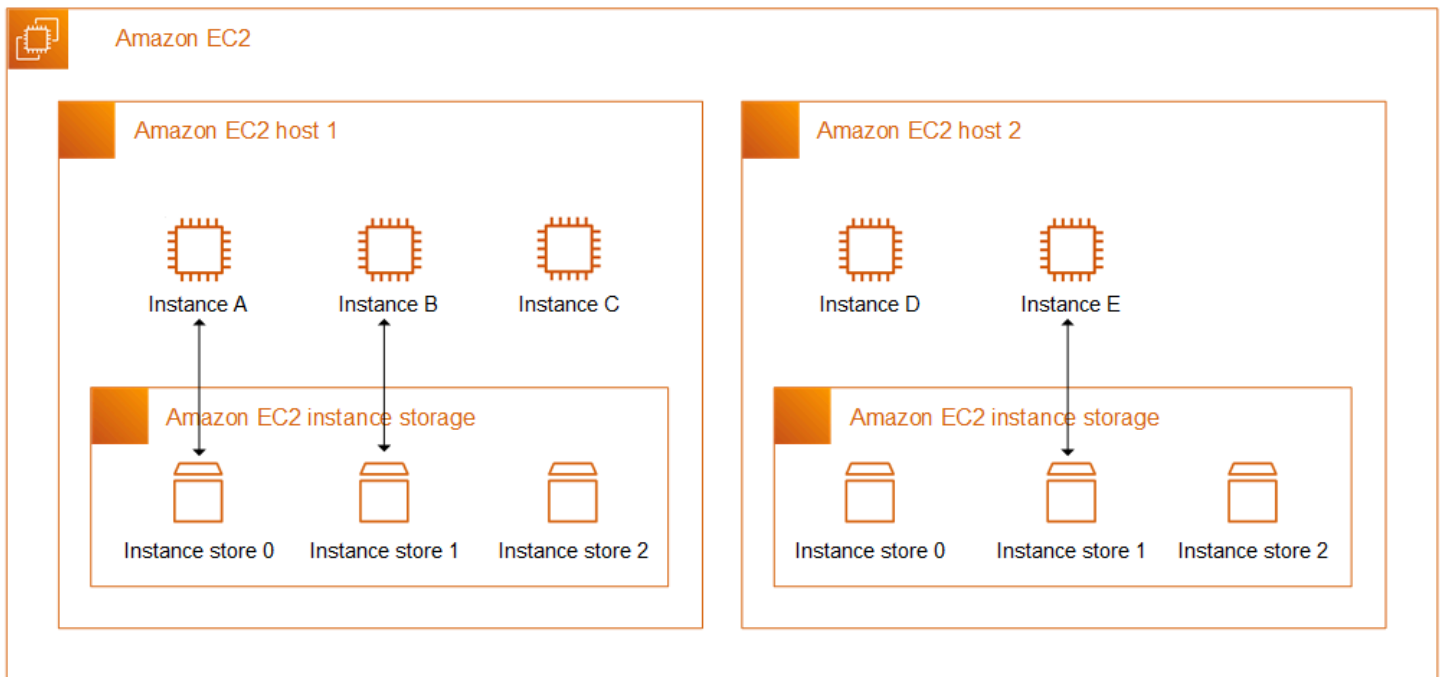 Amazon EC2
Amazon EC2 host 1
Instance A
Instance B
Instance C
Amazon EC2 instance storage
Instance store 0
Instance store 1
Instance store 2
Amazon EC2 host 2
Instance D
Instance E
Amazon EC2 instance storage
Instance store 0
Instance store 1
Instance store 2